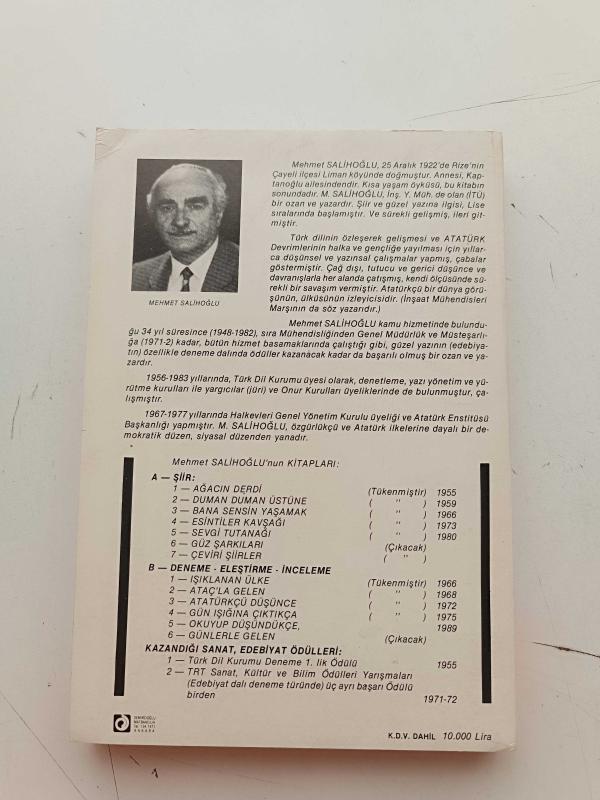 Mehmet SALİHOĞLU, 25 Aralık 1922'de Rize'nin
Çayeli ilçesi Liman köyünde doğmuştur. Annesi, Kap-
tanoğlu ailesindendir. Kısa yaşam öyküsü, bu kitabın
sonundadır. M. SALİHOĞLU, İnş. Y. Müh. de olan (İTÜ)
bir ozan ve yazardır. Şiir ve güzel yazına ilgisi, Lise
sıralarında başlamıştır. Ve sürekli gelişmiş, ileri git-
miştir.
Türk dilinin özleşerek gelişmesi ve ATATÜRK
Devrimlerinin halka ve gençliğe yayılması için yıllar-
ca düşünsel ve yazınsal çalışmalar yapmış, çabalar
göstermiştir. Çağ dışı, tutucu ve gerici düşünce ve
davranışlarla her alanda çatışmış, kendi ölçüsünde sü-
rekli bir savaşım vermiştir. Atatürkçü bir dünya görü-
şünün, ülküsünün izleyicisidir. (İnşaat Mühendisleri
Marşının da söz yazarıdır.)
MEHMET SALİHOĞLU
Mehmet SALİHOĞLU kamu hizmetinde bulundu-
ğu 34 yıl süresince (1948-1982), sıra Mühendisliğinden Genel Müdürlük ve Müsteşarlı-
ğa (1971-2) kadar, bütün hizmet basamaklarında çalıştığı gibi, güzel yazının (edebiya-
tın) özellikle deneme dalında ödüller kazanacak kadar da başarılı olmuş bir ozan ve ya-
zardır.
1956-1983 yıllarında, Türk Dil Kurumu üyesi olarak, denetleme, yazı yönetim ve yü-
rütme kurulları ile yargıcılar (jüri) ve Onur Kurulları üyeliklerinde de bulunmuştur, ça-
lışmıştır.
1967-1977 yıllarında Halkevleri Genel Yönetim Kurulu üyeliği ve Atatürk Enstitüsü
Başkanlığı yapmıştır. M. SALİHOĞLU, özgürlükçü ve Atatürk ilkelerine dayalı bir de-
mokratik düzen, siyasal düzenden yanadır.
Mehmet SALİHOĞLU'nun KİTAPLARI:
A — ŞİİR:
1 — AĞACIN DERDİ (Tükenmiştir) 1955
2 — DUMAN DUMAN ÜSTÜNE ( " ) 1959
3 — BANA SENSİN YAŞAMAK ( " ) 1966
4 — ESİNTİLER KAVŞAĞI ( " ) 1973
5 — SEVGİ TUTANAĞI ( " ) 1980
6 — GÜZ ŞARKILARI (Çıkacak)
7 — ÇEVİRİ ŞİİRLER ( " )
B — DENEME - ELEŞTİRME - İNCELEME
1 — IŞIKLANAN ÜLKE (Tükenmiştir) 1966
2 — ATAÇ'LA GELEN ( " ) 1968
3 — ATATÜRKÇÜ DÜŞÜNCE ( " ) 1972
4 — GÜN IŞIĞINA ÇIKTIKÇA ( " ) 1975
5 — OKUYUP DÜŞÜNDÜKÇE, 1989
6 — GÜNLERLE GELEN (Çıkacak)
KAZANDIĞI SANAT, EDEBİYAT ÖDÜLLERİ:
1 — Türk Dil Kurumu Deneme 1. lik Ödülü 1955
2 — TRT Sanat, Kültür ve Bilim Ödülleri Yarışmaları
(Edebiyat dalı deneme türünde) üç ayrı başarı Ödülü
birden 1971-72
ANKARA
K.D.V. DAHİL 10.000 Lira